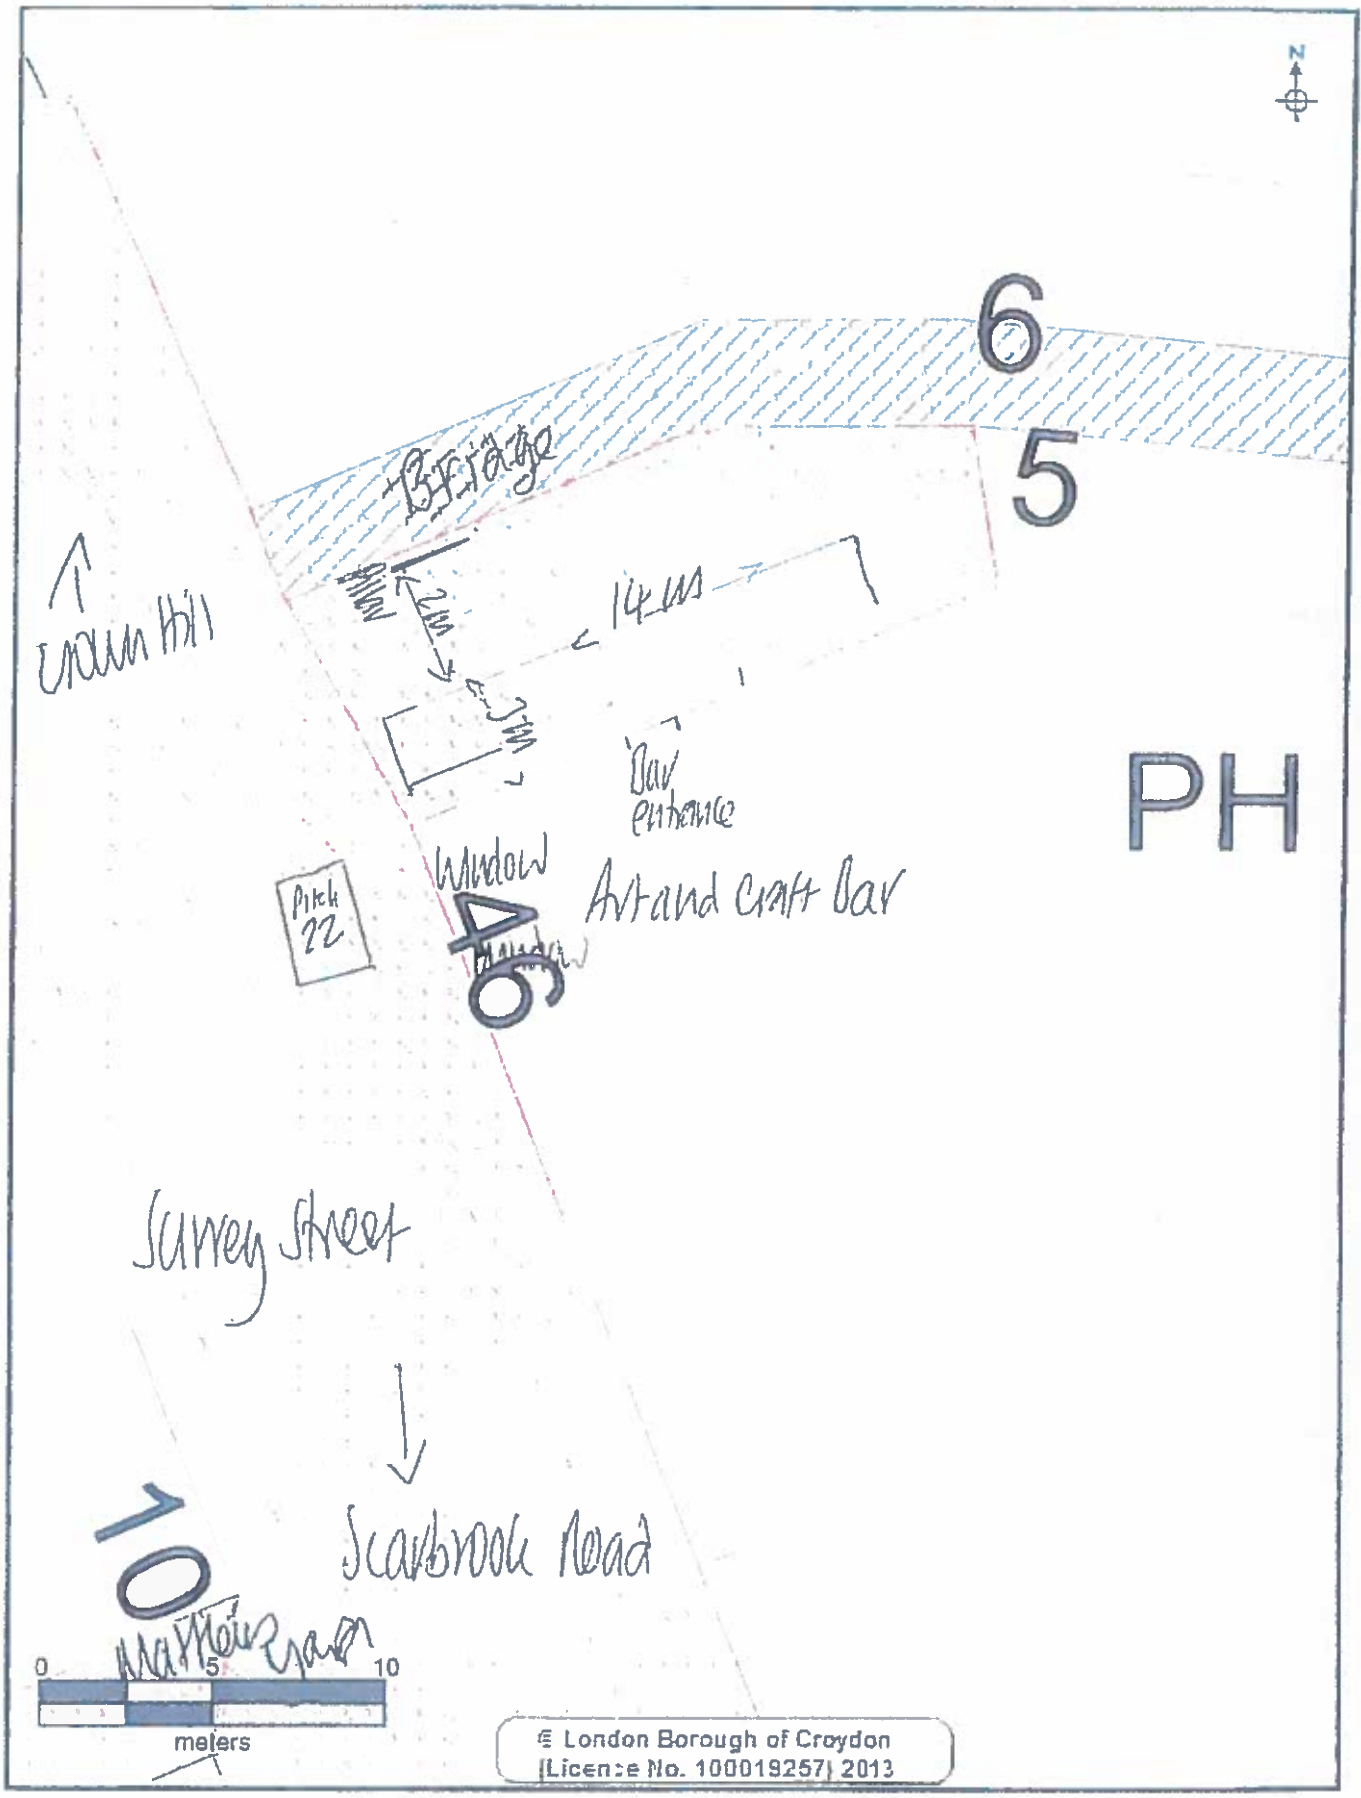 N
6
Bridge
5
14m
2m
Crown Hill
Bar
entrance
PH
Window
Art and Craft Bar
Pitch
22
46
Surrey Street
Scarbrook Road
10
Matthews
0 5 10
meters
London Borough of Croydon
Licence No. 100019257 2013